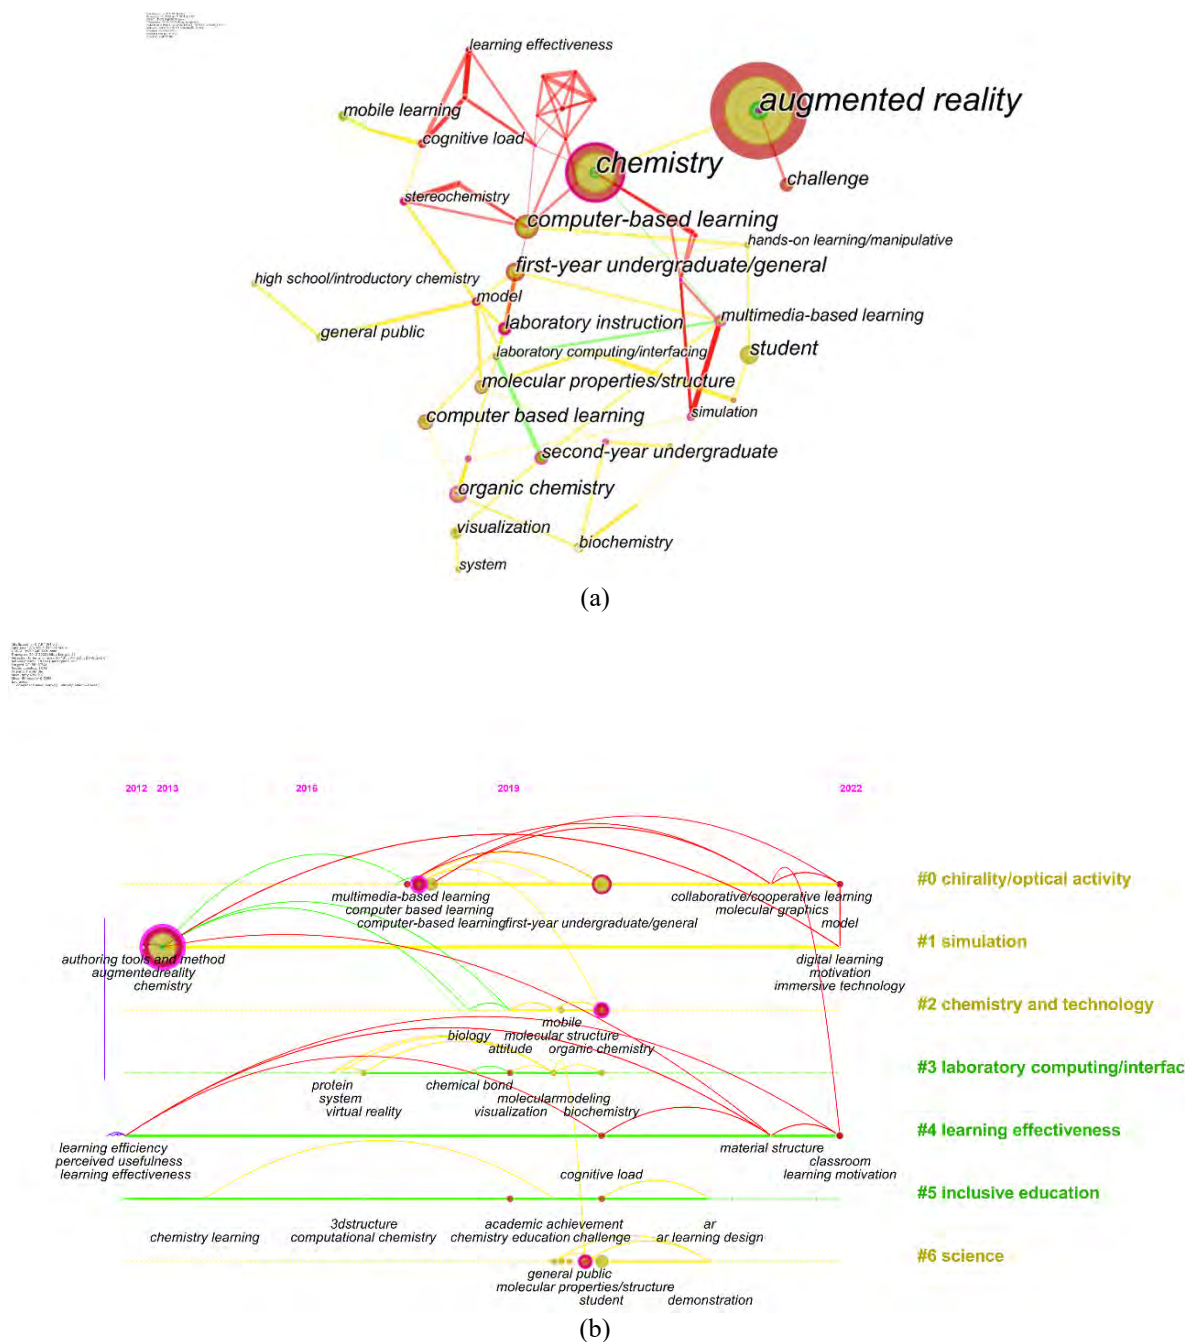 learning effectiveness
augmented reality
mobile learning
cognitive load
chemistry
challenge
stereochemistry
computer-based learning
hands-on learning/manipulative
first-year undergraduate/general
high school/introductory chemistry
model
laboratory instruction
multimedia-based learning
general public
laboratory computing/interfacing
student
molecular properties/structure
computer based learning
simulation
second-year undergraduate
organic chemistry
visualization
biochemistry
system
(a)
2012 2013 2016 2019 2022
#0 chirality/optical activity
multimedia-based learning
collaborative/cooperative learning
computer based learning
molecular graphics
computer-based learning
first-year undergraduate/general
model
#1 simulation
authoring tools and method
digital learning
augmentedreality
motivation
chemistry
immersive technology
#2 chemistry and technology
mobile
biology
molecular structure
attitude
organic chemistry
#3 laboratory computing/interfac
protein
chemical bond
system
molecularmodeling
virtual reality
visualization
biochemistry
#4 learning effectiveness
learning efficiency
material structure
perceived usefulness
classroom
learning effectiveness
learning motivation
cognitive load
#5 inclusive education
3dstructure
academic achievement
ar
chemistry learning
computational chemistry
chemistry education
challenge
ar learning design
#6 science
general public
molecular properties/structure
student
demonstration
(b)